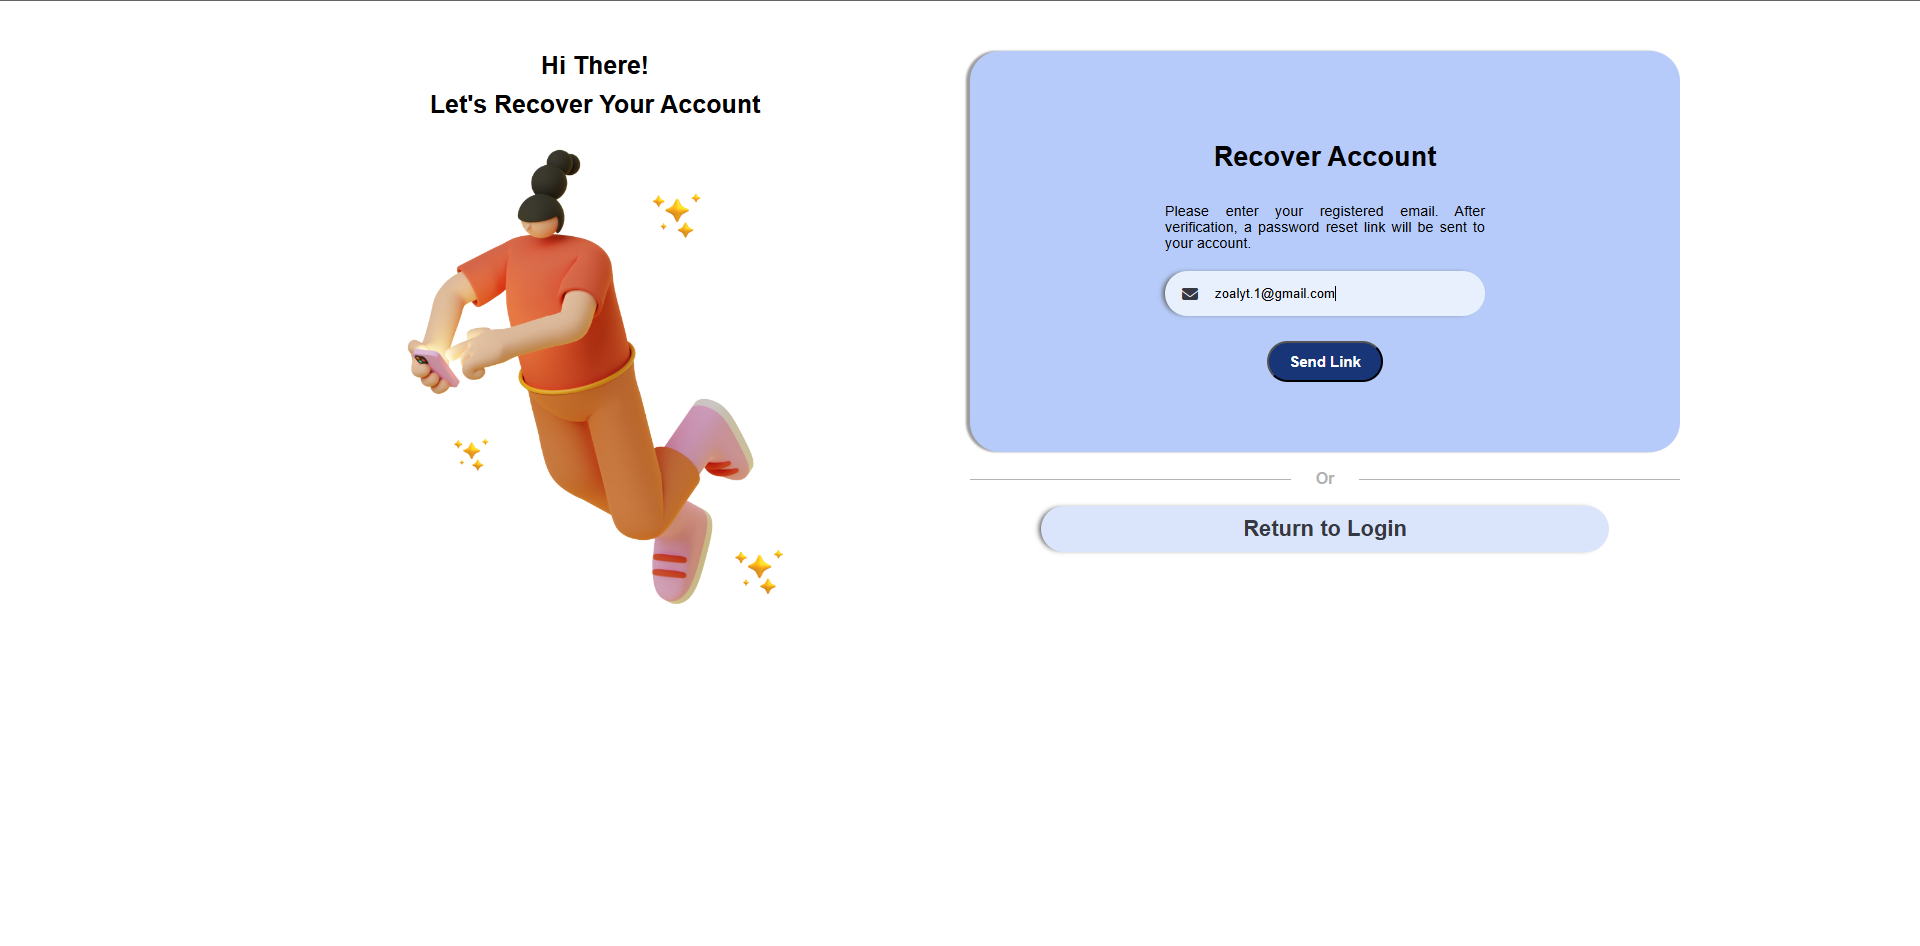 Hi There!
Let's Recover Your Account
Recover Account
Please enter your registered email. After
verification, a password reset link will be sent to
your account.
zoalyt.1@gmail.com
Send Link
Or
Return to Login